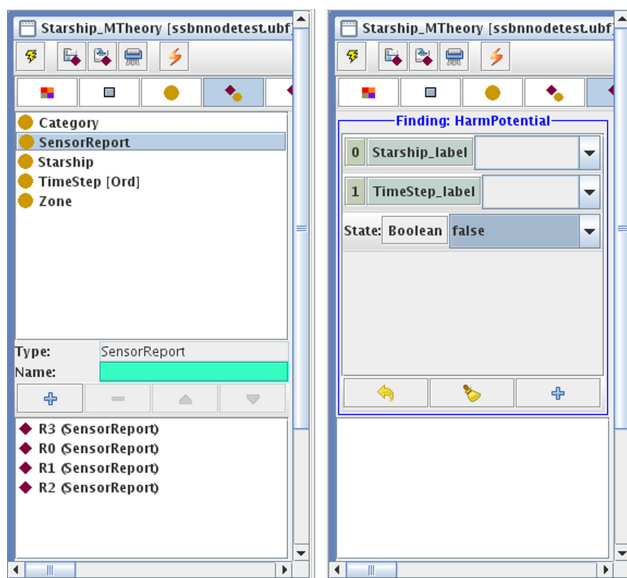 Starship_MTheory [ssbnnodetest.ubf]
Category
SensorReport
Starship
TimeStep [Ord]
Zone
Type: SensorReport
Name:
R3 (SensorReport)
R0 (SensorReport)
R1 (SensorReport)
R2 (SensorReport)
Starship_MTheory [ssbnnodetest.ubf]
Finding: HarmPotential
0 Starship_label
1 TimeStep_label
State: Boolean false